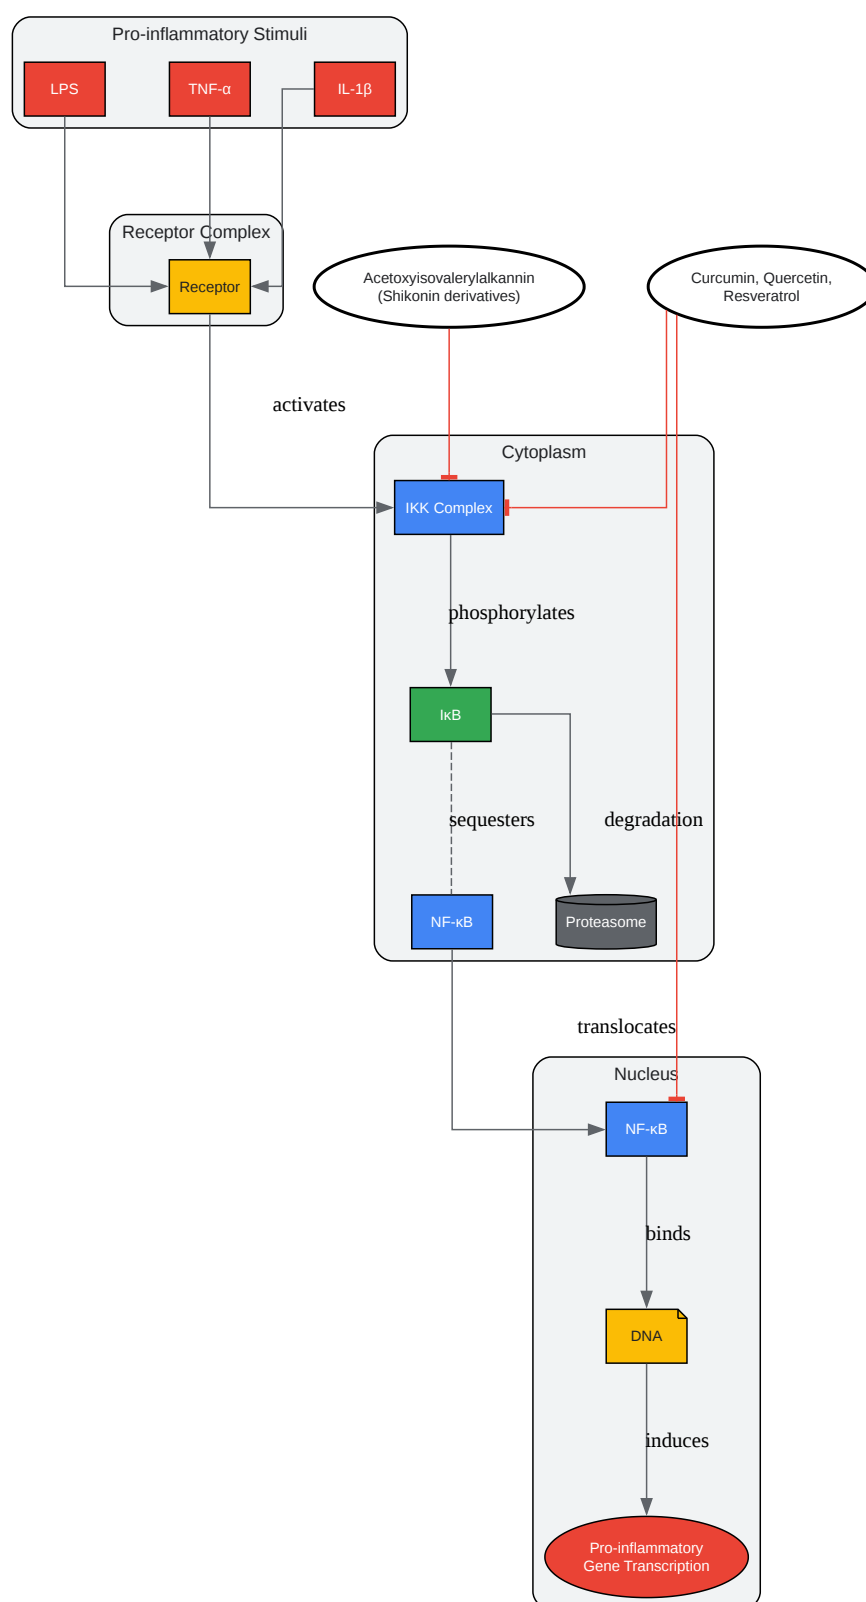 Pro-inflammatory Stimuli
LPS
TNF-α
IL-1β
Receptor Complex
Receptor
Acetoxyisovalerylalkannin
(Shikonin derivatives)
Curcumin, Quercetin,
Resveratrol
activates
Cytoplasm
IKK Complex
phosphorylates
IκB
sequesters
degradation
NF-κB
Proteasome
translocates
Nucleus
NF-κB
binds
DNA
induces
Pro-inflammatory
Gene Transcription